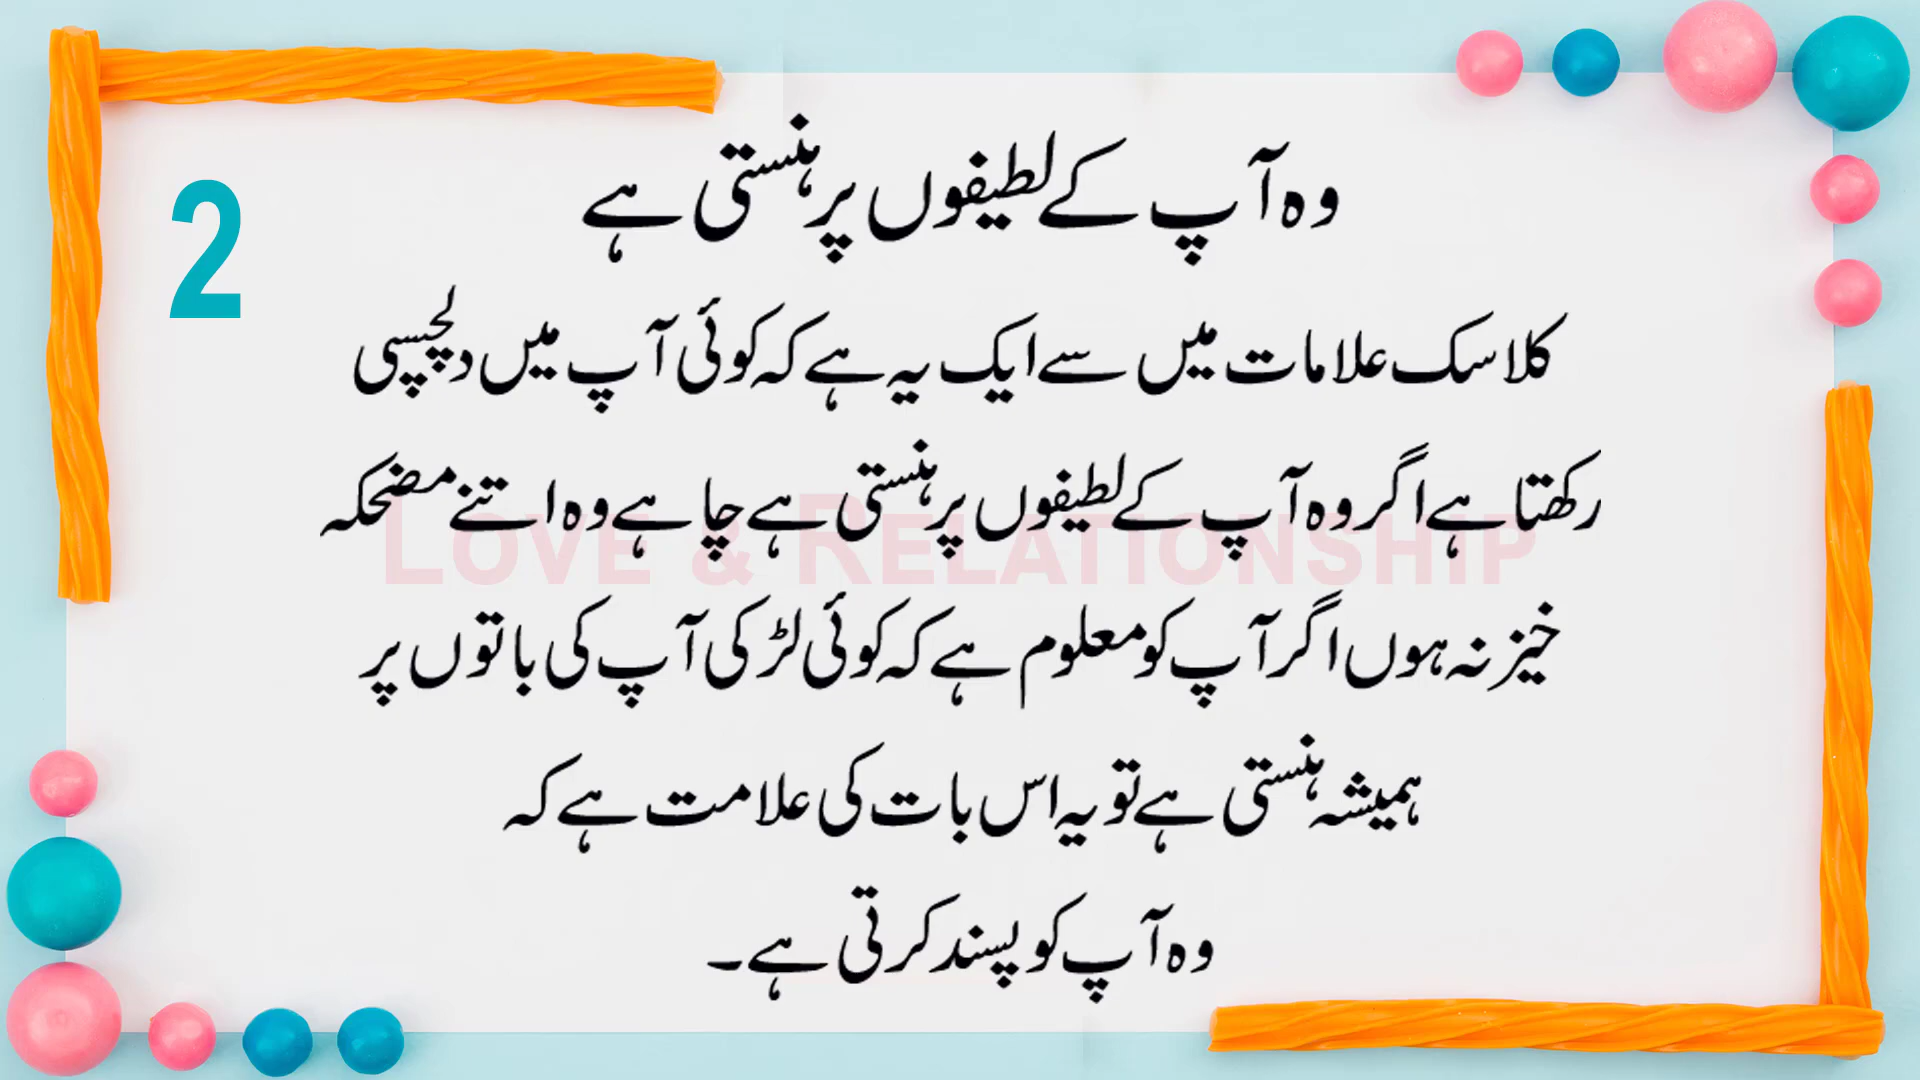 2
وہ آپ کے لطیفوں پر ہنستی ہے
کلاسک علامات میں سے ایک یہ ہے کہ کوئی آپ میں دلچسپی
رکھتا ہے اگر وہ آپ کے لطیفوں پر ہنستی ہے چاہے وہ اتنے مضحکہ
LOVE & RELATIONSHIP
خیز نہ ہوں اگر آپ کو معلوم ہے کہ کوئی لڑکی آپ کی باتوں پر
ہمیشہ ہنستی ہے تو یہ اس بات کی علامت ہے کہ
وہ آپ کو پسند کرتی ہے۔